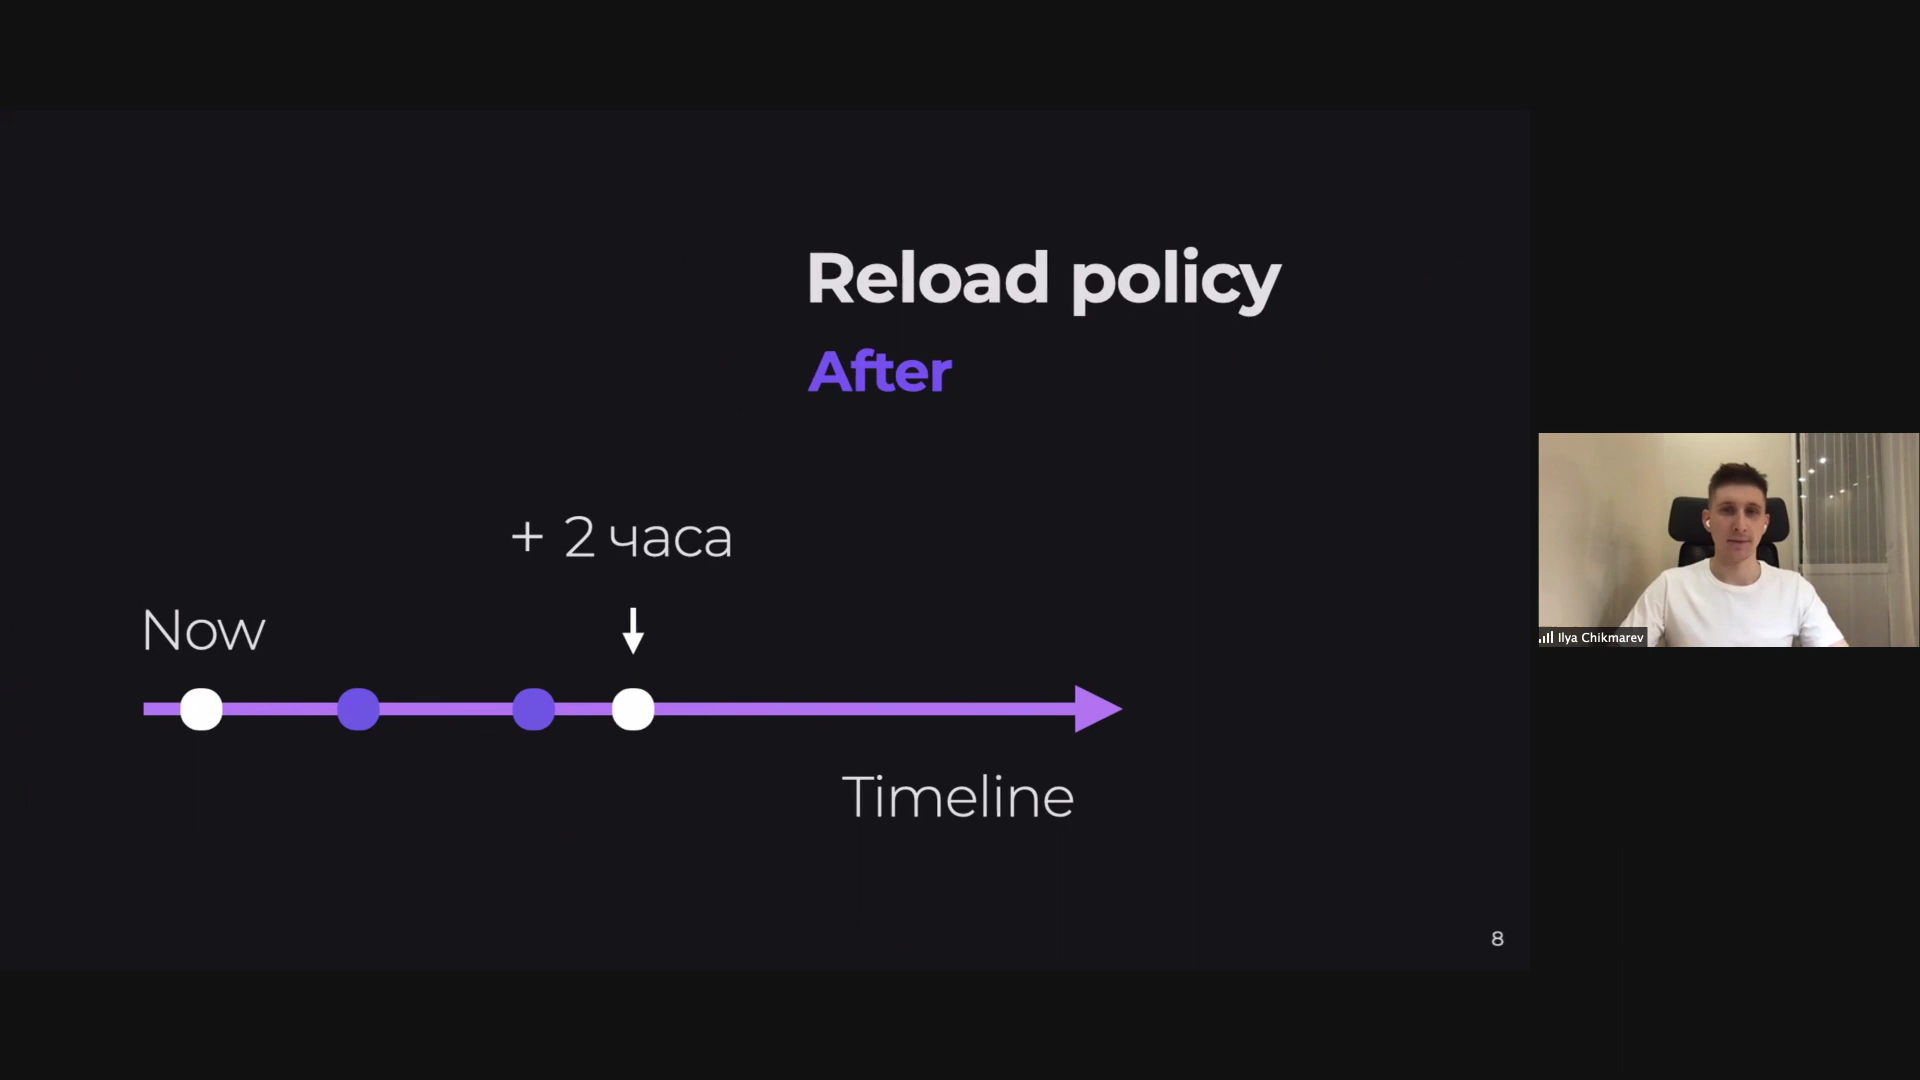 Reload policy
After
+ 2 часа
Now
Timeline
8
Ilya Chikmarev